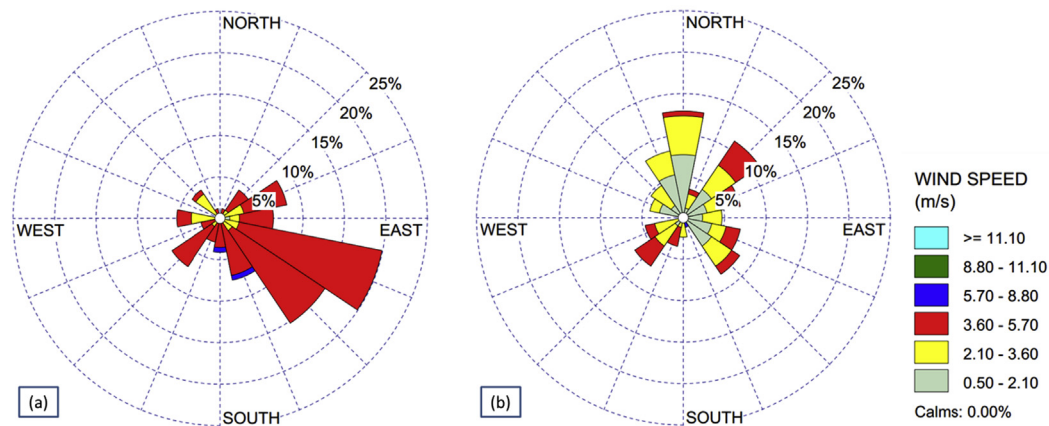 NORTH
25%
20%
15%
10%
5%
WEST
EAST
SOUTH
(a)
NORTH
25%
20%
15%
10%
5%
WEST
EAST
SOUTH
(b)
WIND SPEED
(m/s)
>= 11.10
8.80 - 11.10
5.70 - 8.80
3.60 - 5.70
2.10 - 3.60
0.50 - 2.10
Calms: 0.00%